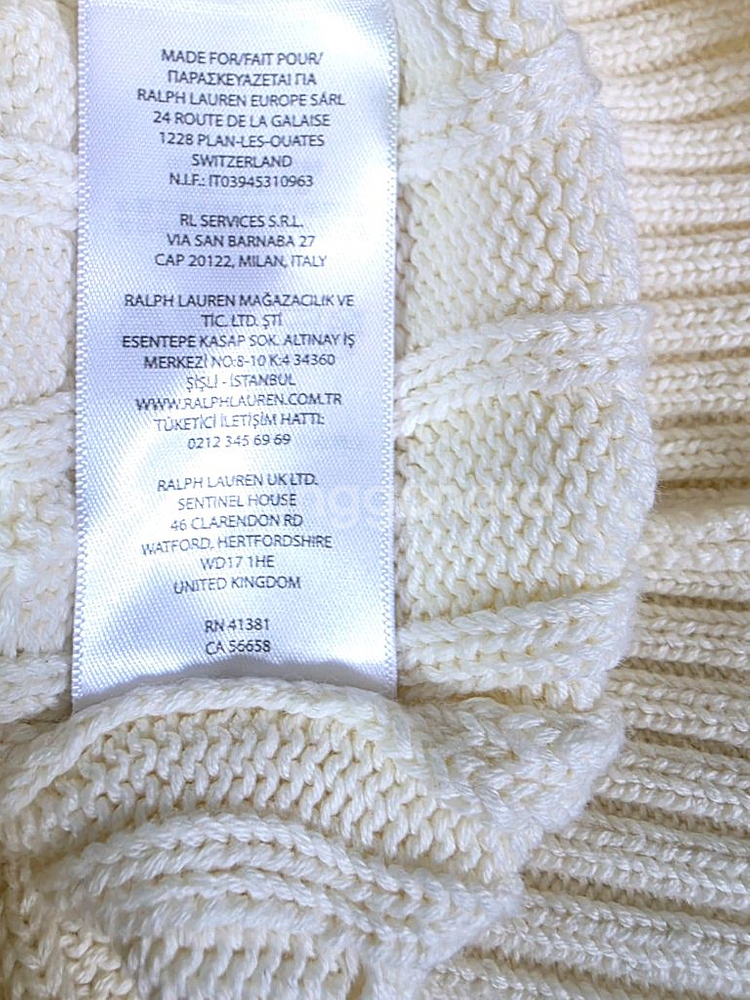 MADE FOR/FAIT POUR/
ΠΑΡΑΣΚΕΥΑΖΕΤΑΙ ΓΙΑ
RALPH LAUREN EUROPE SÁRL
24 ROUTE DE LA GALAISE
1228 PLAN-LES-OUATES
SWITZERLAND
N.I.F.: IT03945310963
RL SERVICES S.R.L.
VIA SAN BARNABA 27
CAP 20122, MILAN, ITALY
RALPH LAUREN MAĞAZACILIK VE
TİC. LTD. ŞTİ
ESENTEPE KASAP SOK. ALTINAY İŞ
MERKEZİ NO:8-10 K:4 34360
ŞİŞLİ - İSTANBUL
WWW.RALPHLAUREN.COM.TR
TÜKETİCİ İLETİŞİM HATTI:
0212 345 69 69
RALPH LAUREN UK LTD.
SENTINEL HOUSE
46 CLARENDON RD
WATFORD, HERTFORDSHIRE
WD17 1HE
UNITED KINGDOM
RN 41381
CA 56658